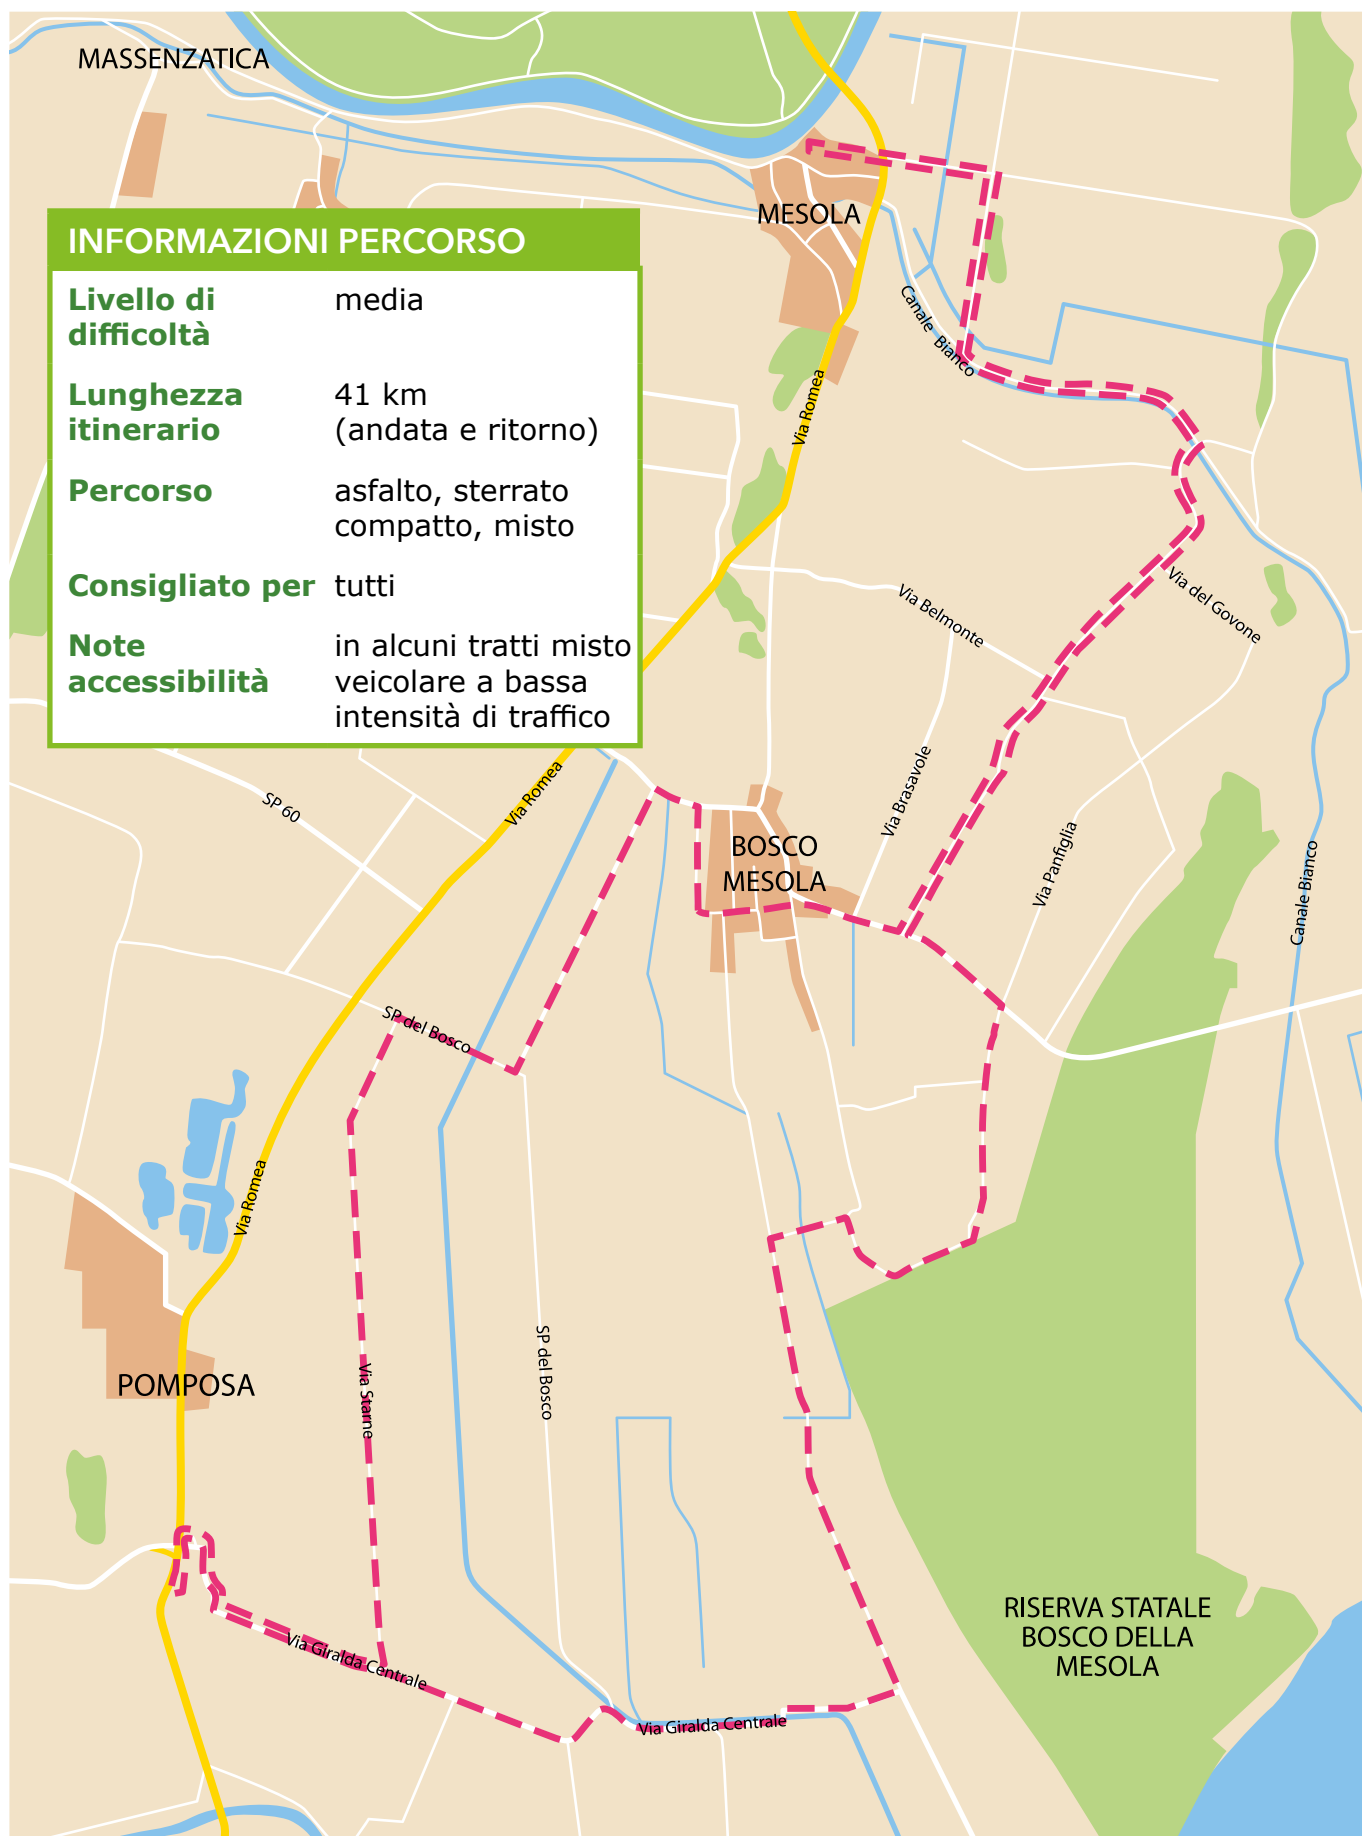 MASSENZATICA
MESOLA
INFORMAZIONI PERCORSO
Livello di
difficoltà
media
Lunghezza
itinerario
41 km
(andata e ritorno)
Percorso
asfalto, sterrato
compatto, misto
Consigliato per
tutti
Note
accessibilità
in alcuni tratti misto
veicolare a bassa
intensità di traffico
Canale Bianco
Via Romea
Via Belmonte
Via del Govone
Via Romea
SP 60
Via Brasavole
Via Panfiglia
BOSCO
MESOLA
Canale Bianco
SP del Bosco
Via Romea
POMPOSA
Via Starne
SP del Bosco
RISERVA STATALE
BOSCO DELLA
MESOLA
Via Giralda Centrale
Via Giralda Centrale